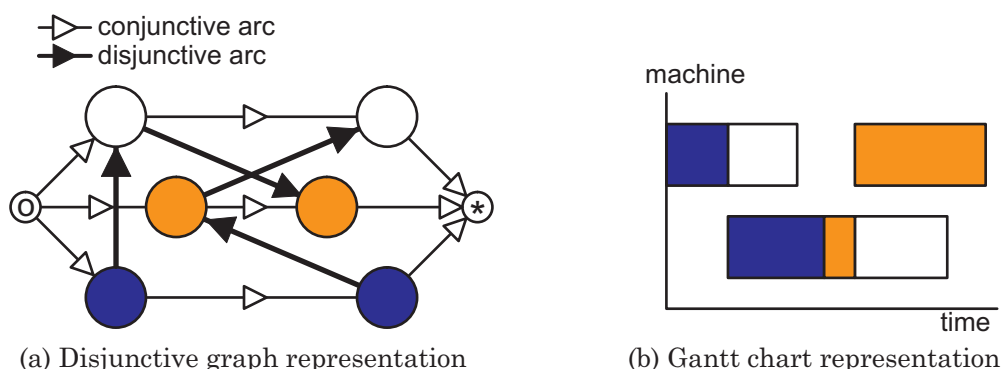 conjunctive arc
disjunctive arc
O
*
(a) Disjunctive graph representation
machine
time
(b) Gantt chart representation